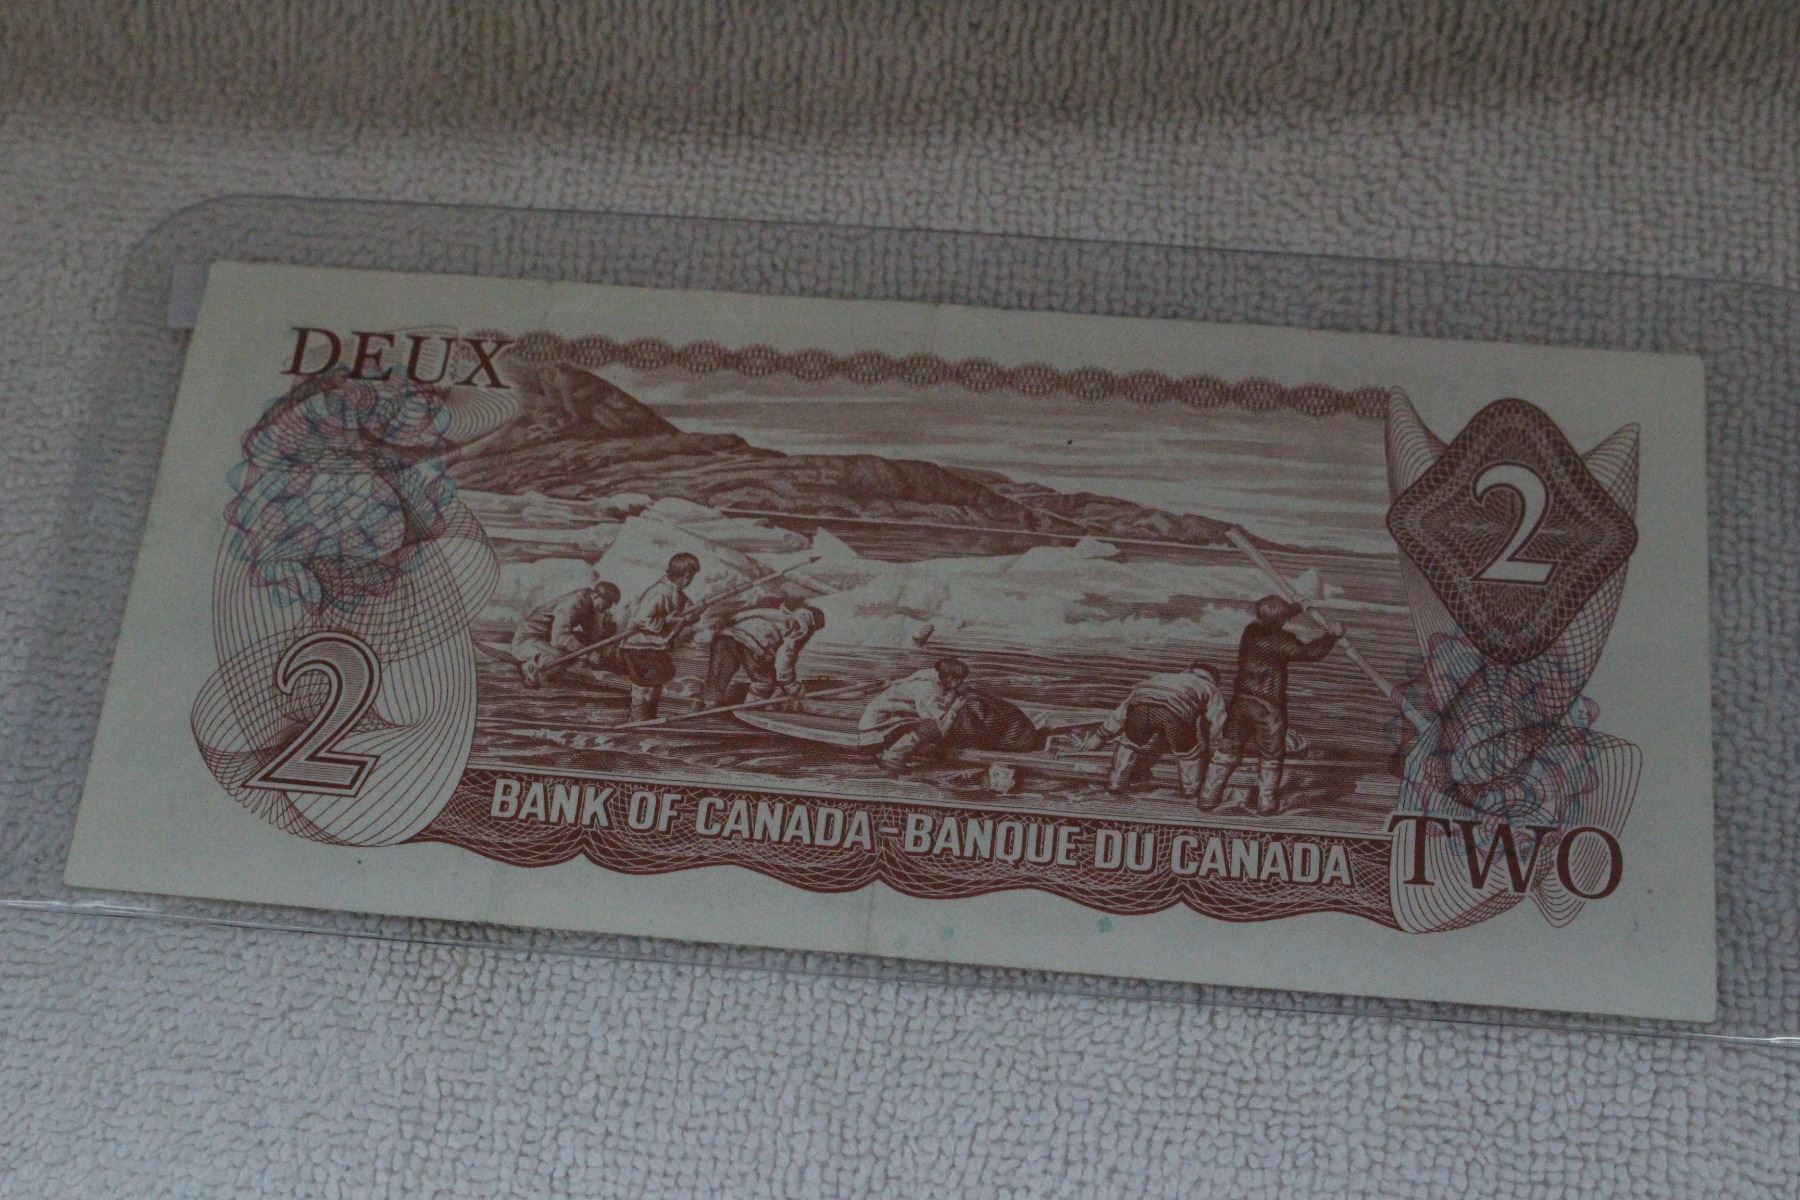 DEUX
2
2
BANK OF CANADA-BANQUE DU CANADA
TWO